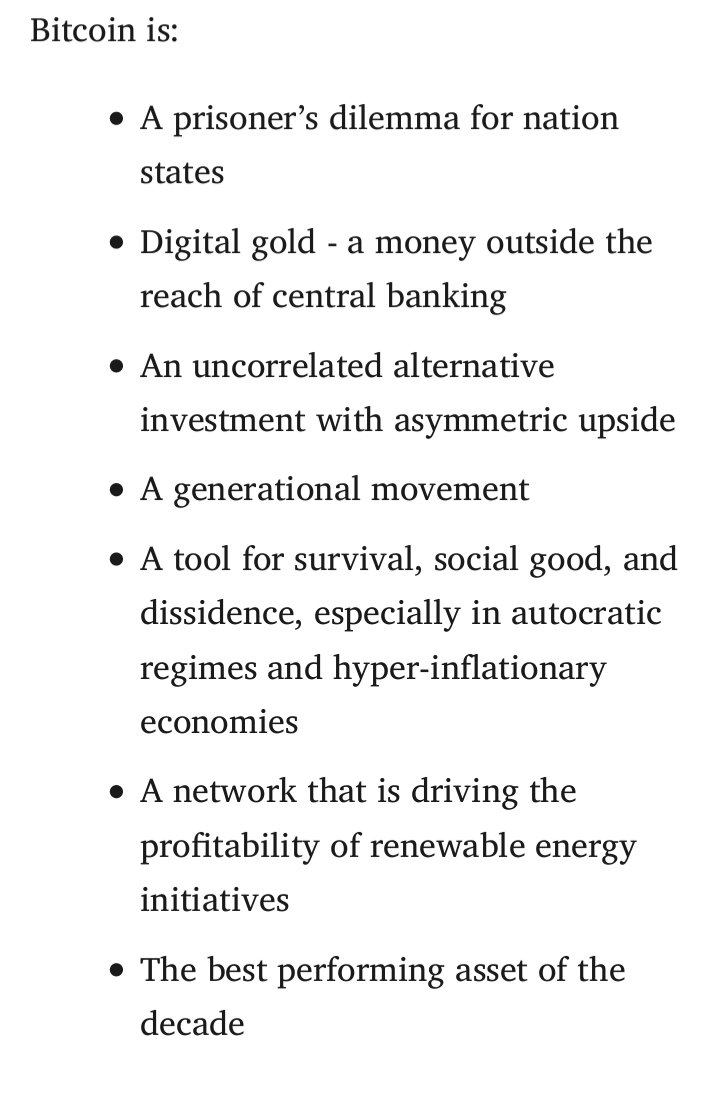 Bitcoin is:
• A prisoner’s dilemma for nation
states
• Digital gold - a money outside the
reach of central banking
• An uncorrelated alternative
investment with asymmetric upside
• A generational movement
• A tool for survival, social good, and
dissidence, especially in autocratic
regimes and hyper-inflationary
economies
• A network that is driving the
profitability of renewable energy
initiatives
• The best performing asset of the
decade